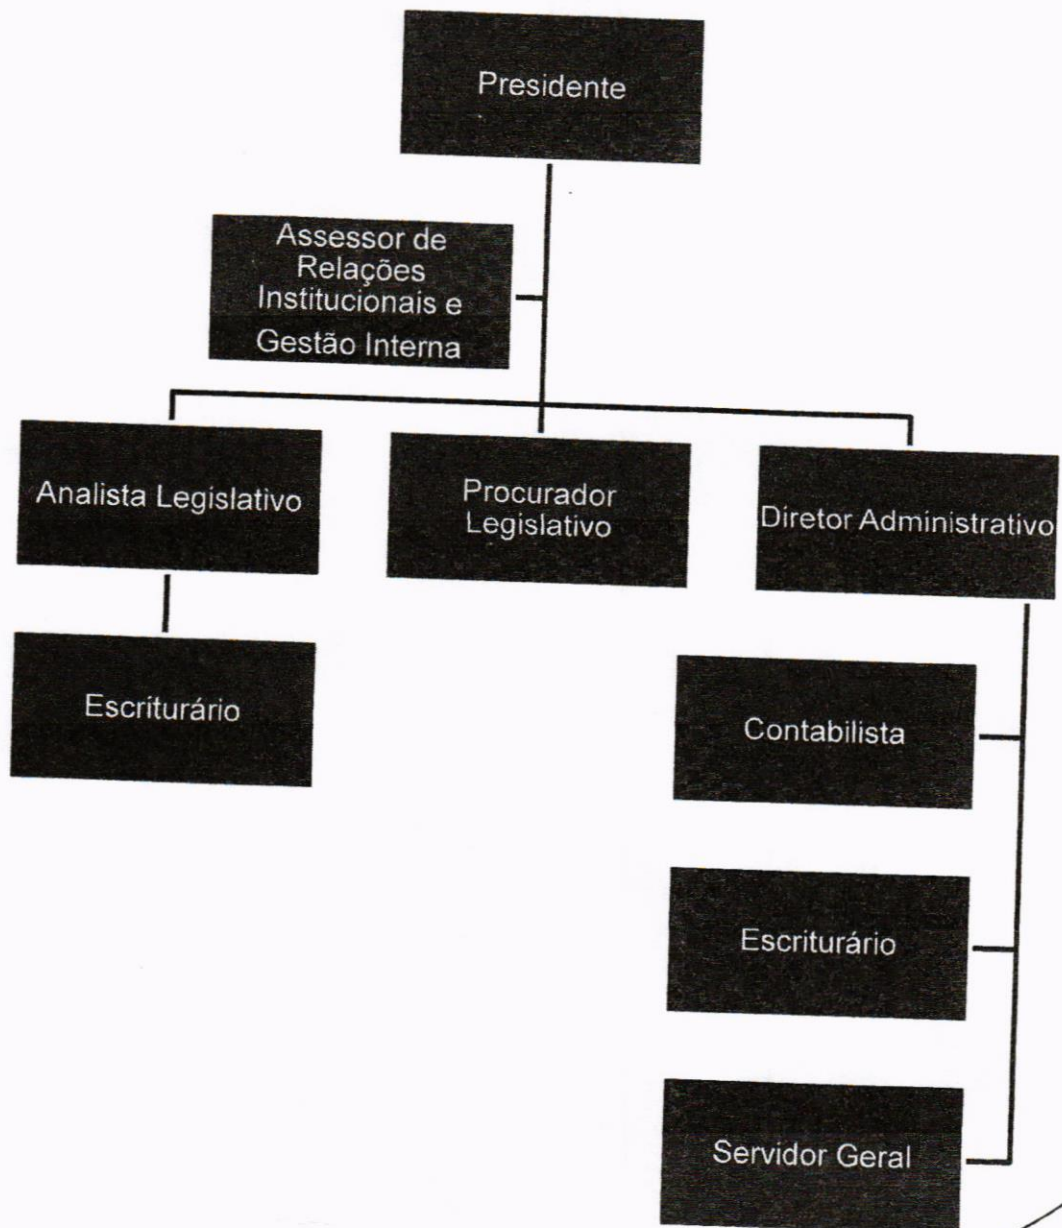 Presidente
Assessor de
Relações
Institucionais e
Gestão Interna
Analista Legislativo
Procurador
Legislativo
Diretor Administrativo
Escriturário
Contabilista
Escriturário
Servidor Geral